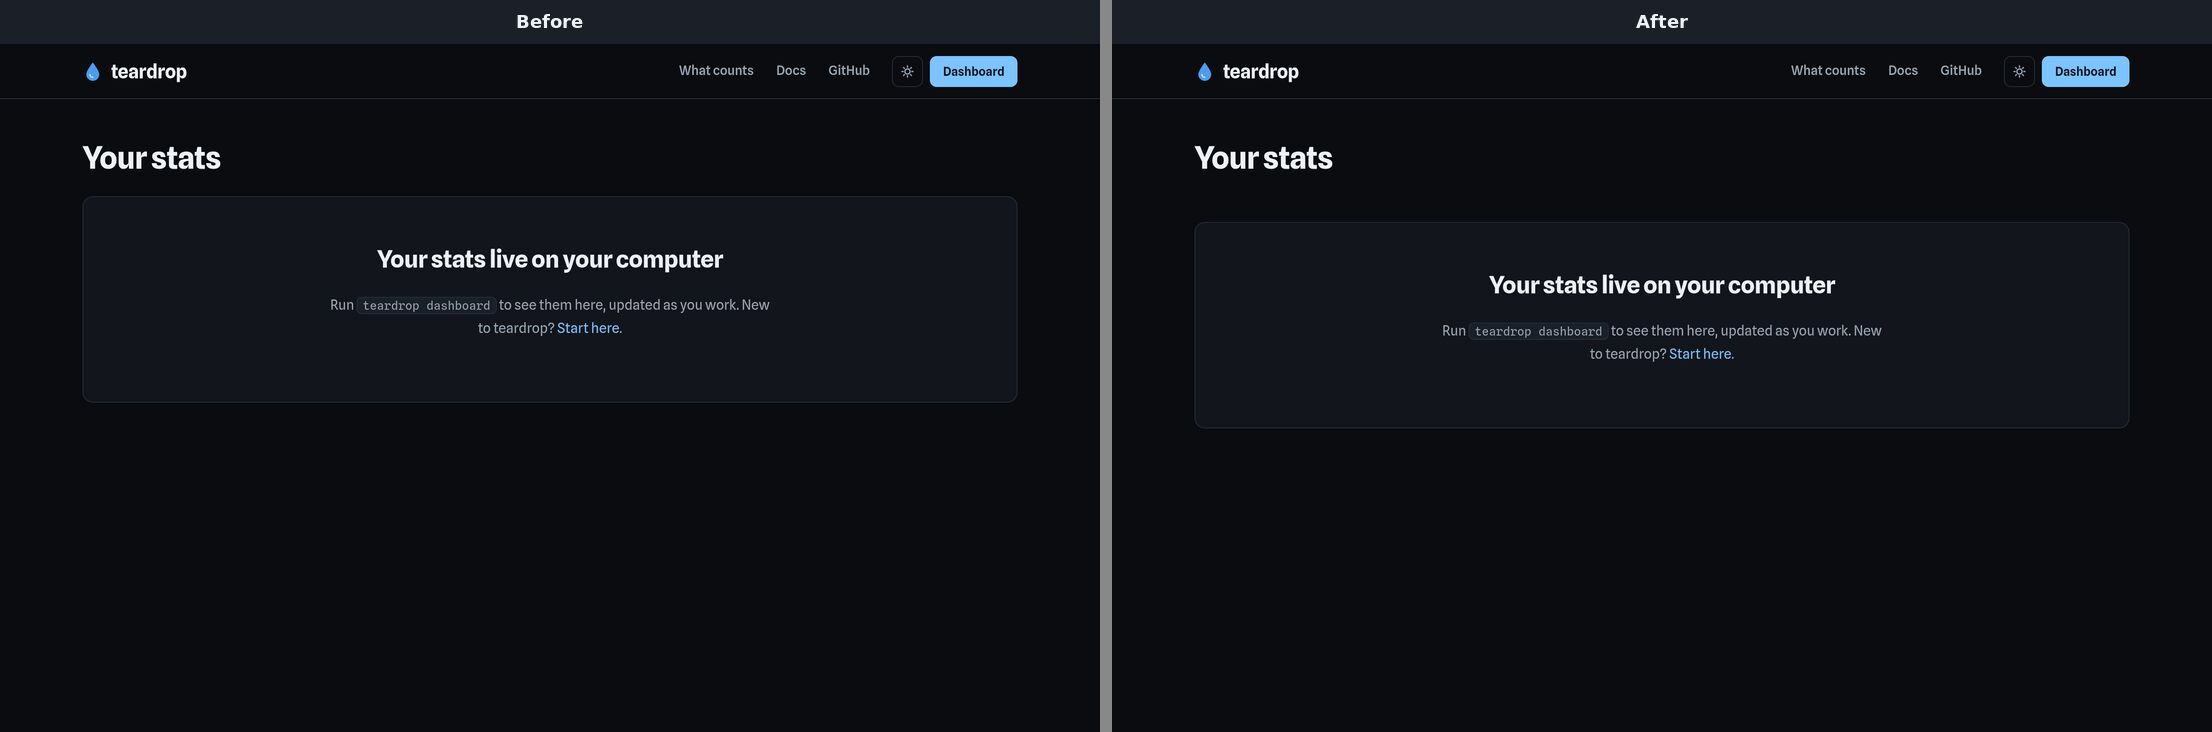 Before
teardrop
What counts
Docs
GitHub
Dashboard
Your stats
Your stats live on your computer
Run teardrop dashboard to see them here, updated as you work. New
to teardrop? Start here.
After
teardrop
What counts
Docs
GitHub
Dashboard
Your stats
Your stats live on your computer
Run teardrop dashboard to see them here, updated as you work. New
to teardrop? Start here.